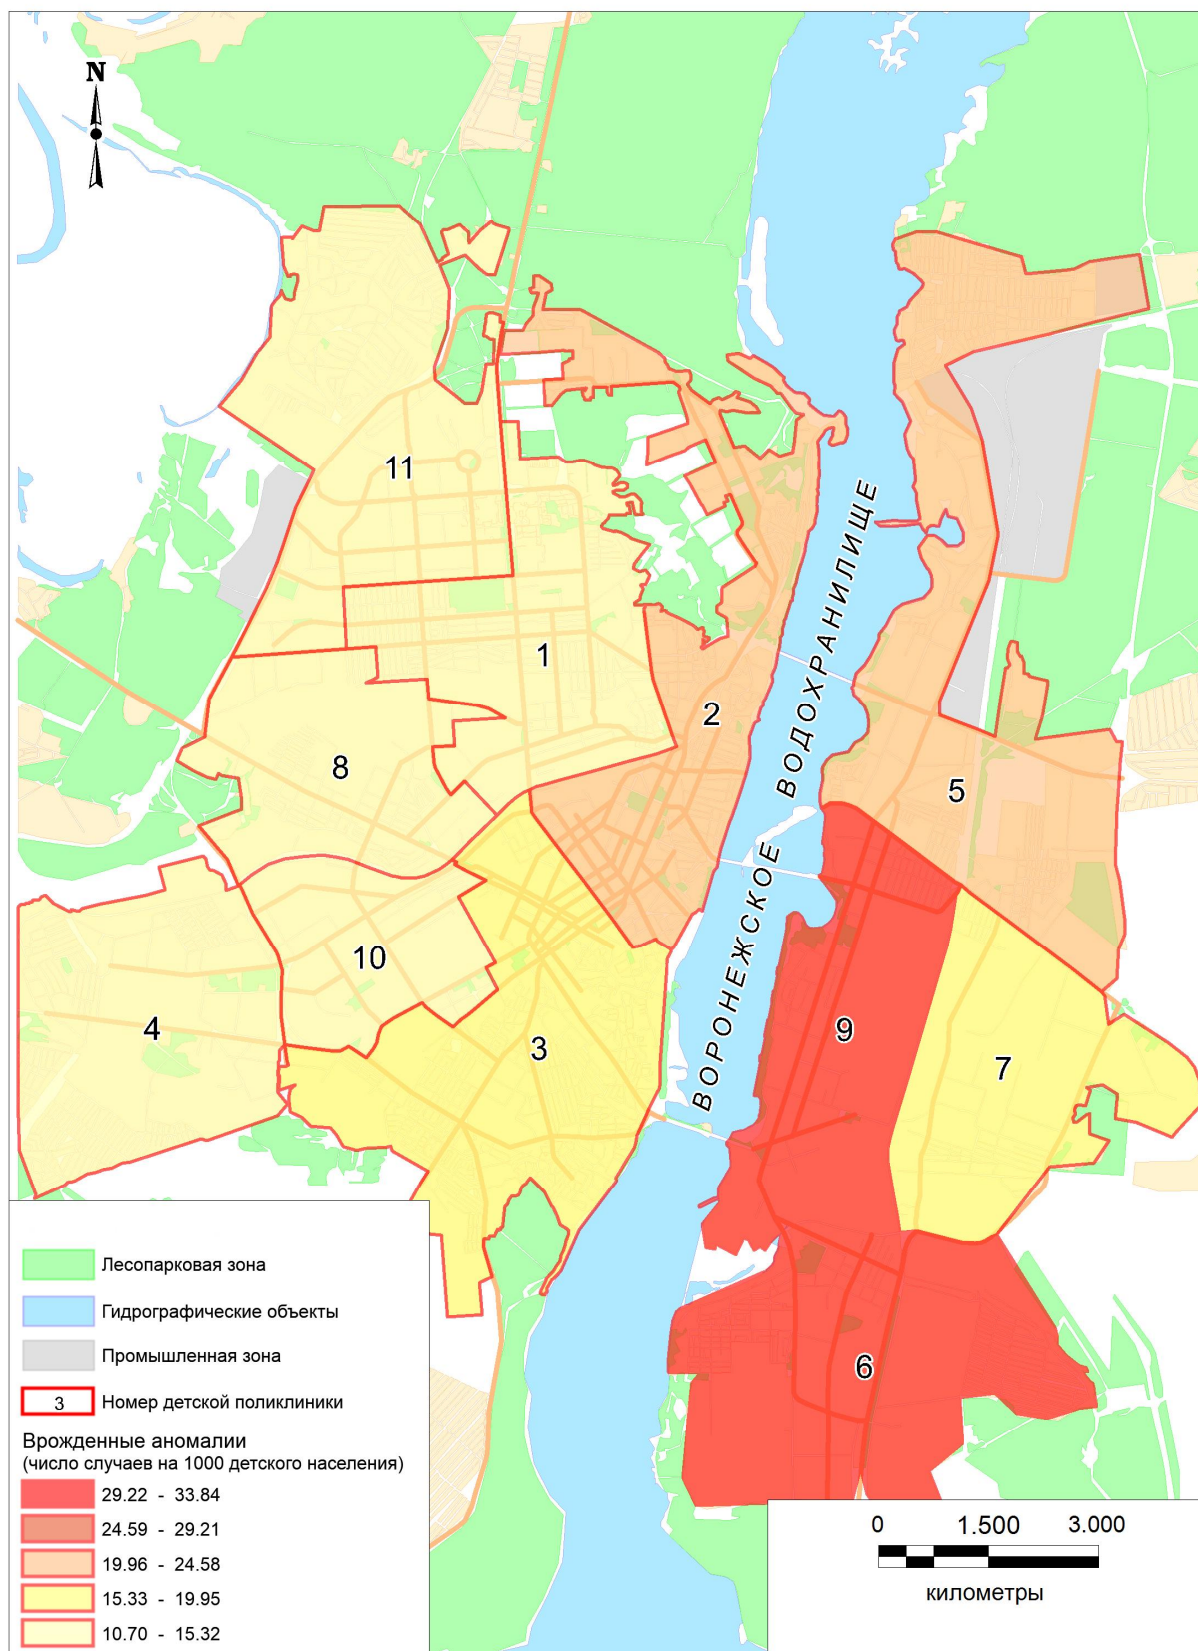 N
11
1
2
8
5
10
4
3
9
7
6
ВОРОНЕЖСКОЕ ВОДОХРАНИЛИЩЕ
Лесопарковая зона
Гидрографические объекты
Промышленная зона
3 Номер детской поликлиники
Врожденные аномалии
(число случаев на 1000 детского населения)
29.22 - 33.84
24.59 - 29.21
19.96 - 24.58
15.33 - 19.95
10.70 - 15.32
0 1.500 3.000
километры